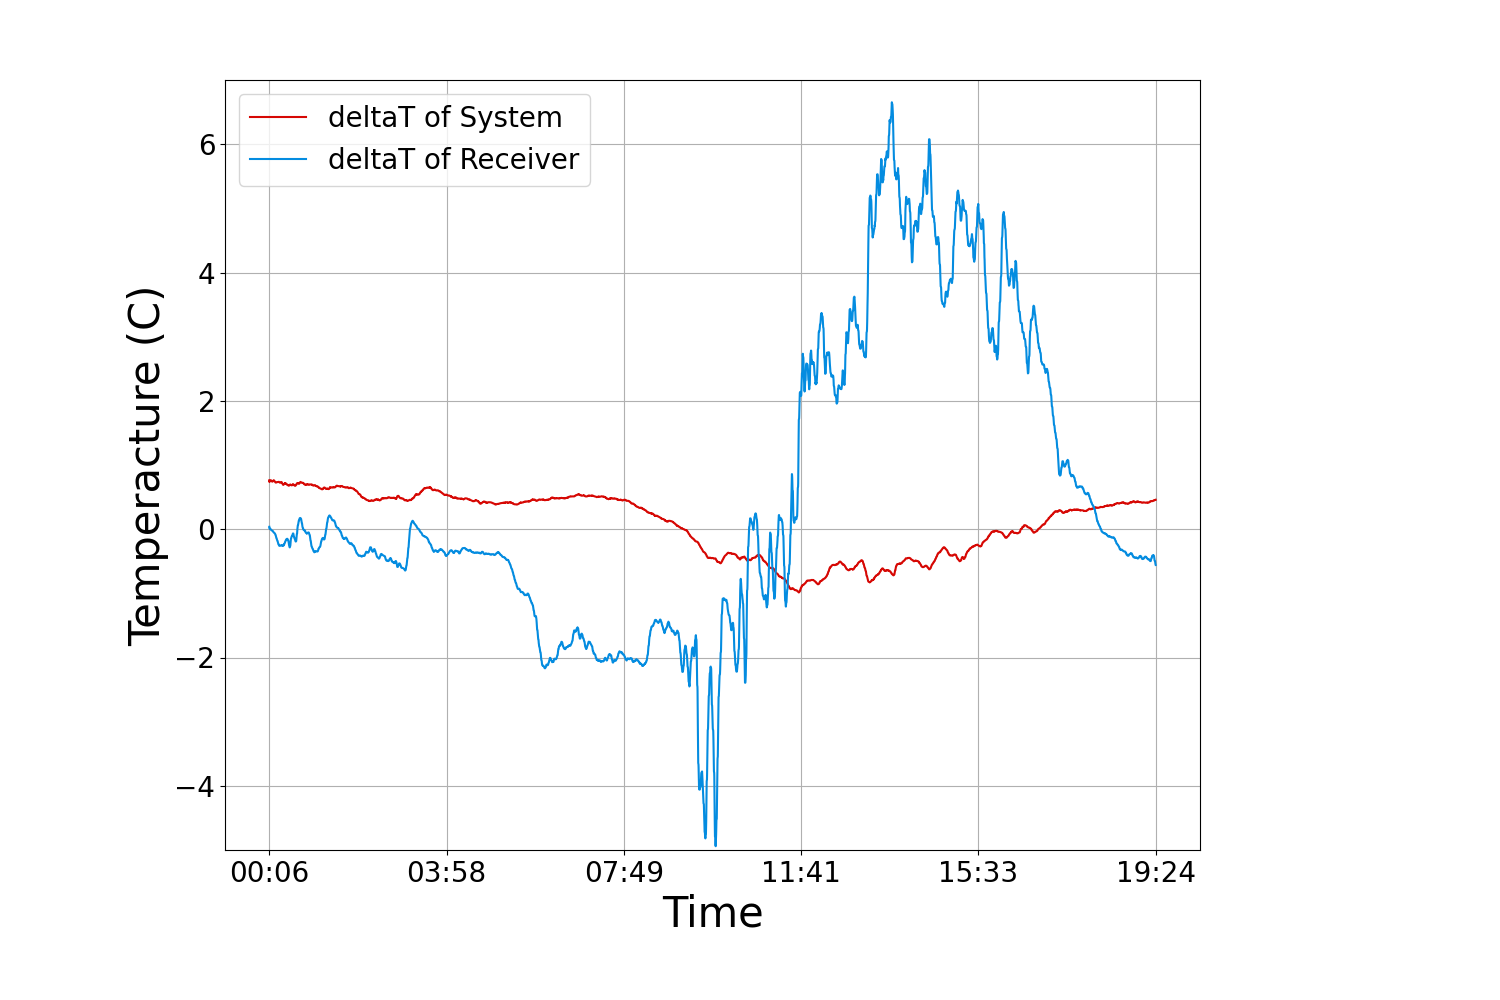 deltaT of System
deltaT of Receiver
6
4
2
0
−2
−4
Temperacture (C)
00:06 03:58 07:49 11:41 15:33 19:24
Time